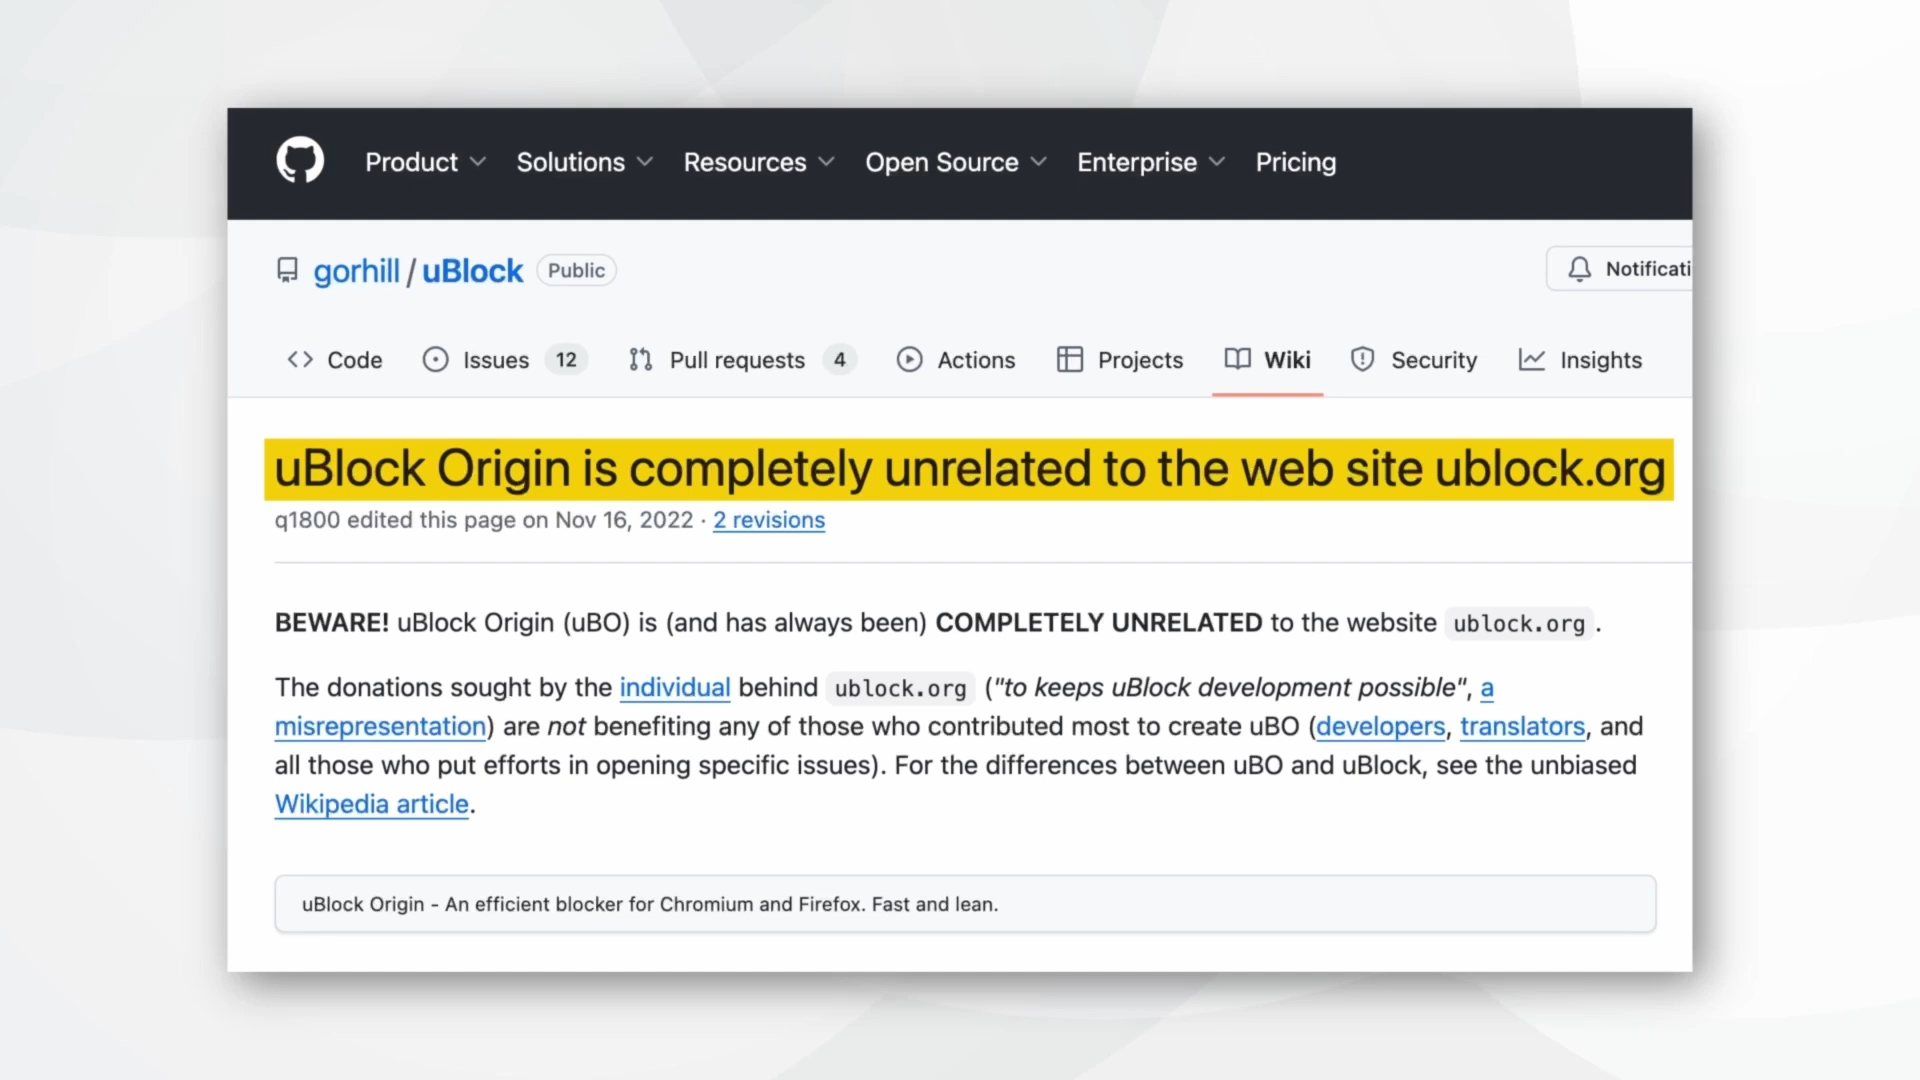 Product Solutions Resources Open Source Enterprise Pricing
gorhill / uBlock Public
Notificati
Code Issues 12 Pull requests 4 Actions Projects Wiki Security Insights
uBlock Origin is completely unrelated to the web site ublock.org
q1800 edited this page on Nov 16, 2022 · 2 revisions
BEWARE! uBlock Origin (uBO) is (and has always been) COMPLETELY UNRELATED to the website ublock.org .
The donations sought by the individual behind ublock.org ("to keeps uBlock development possible", a
misrepresentation) are not benefiting any of those who contributed most to create uBO (developers, translators, and
all those who put efforts in opening specific issues). For the differences between uBO and uBlock, see the unbiased
Wikipedia article.
uBlock Origin - An efficient blocker for Chromium and Firefox. Fast and lean.